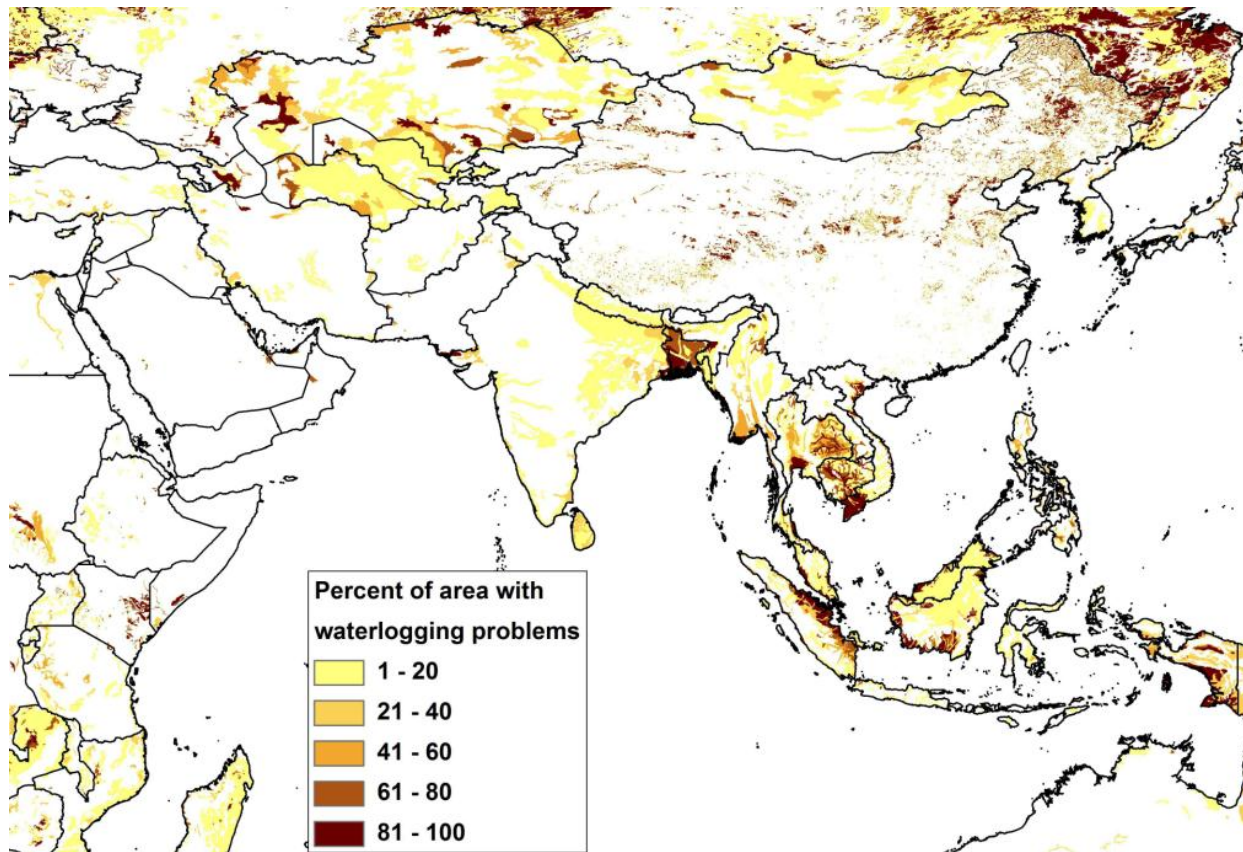 Percent of area with
waterlogging problems
1 - 20
21 - 40
41 - 60
61 - 80
81 - 100